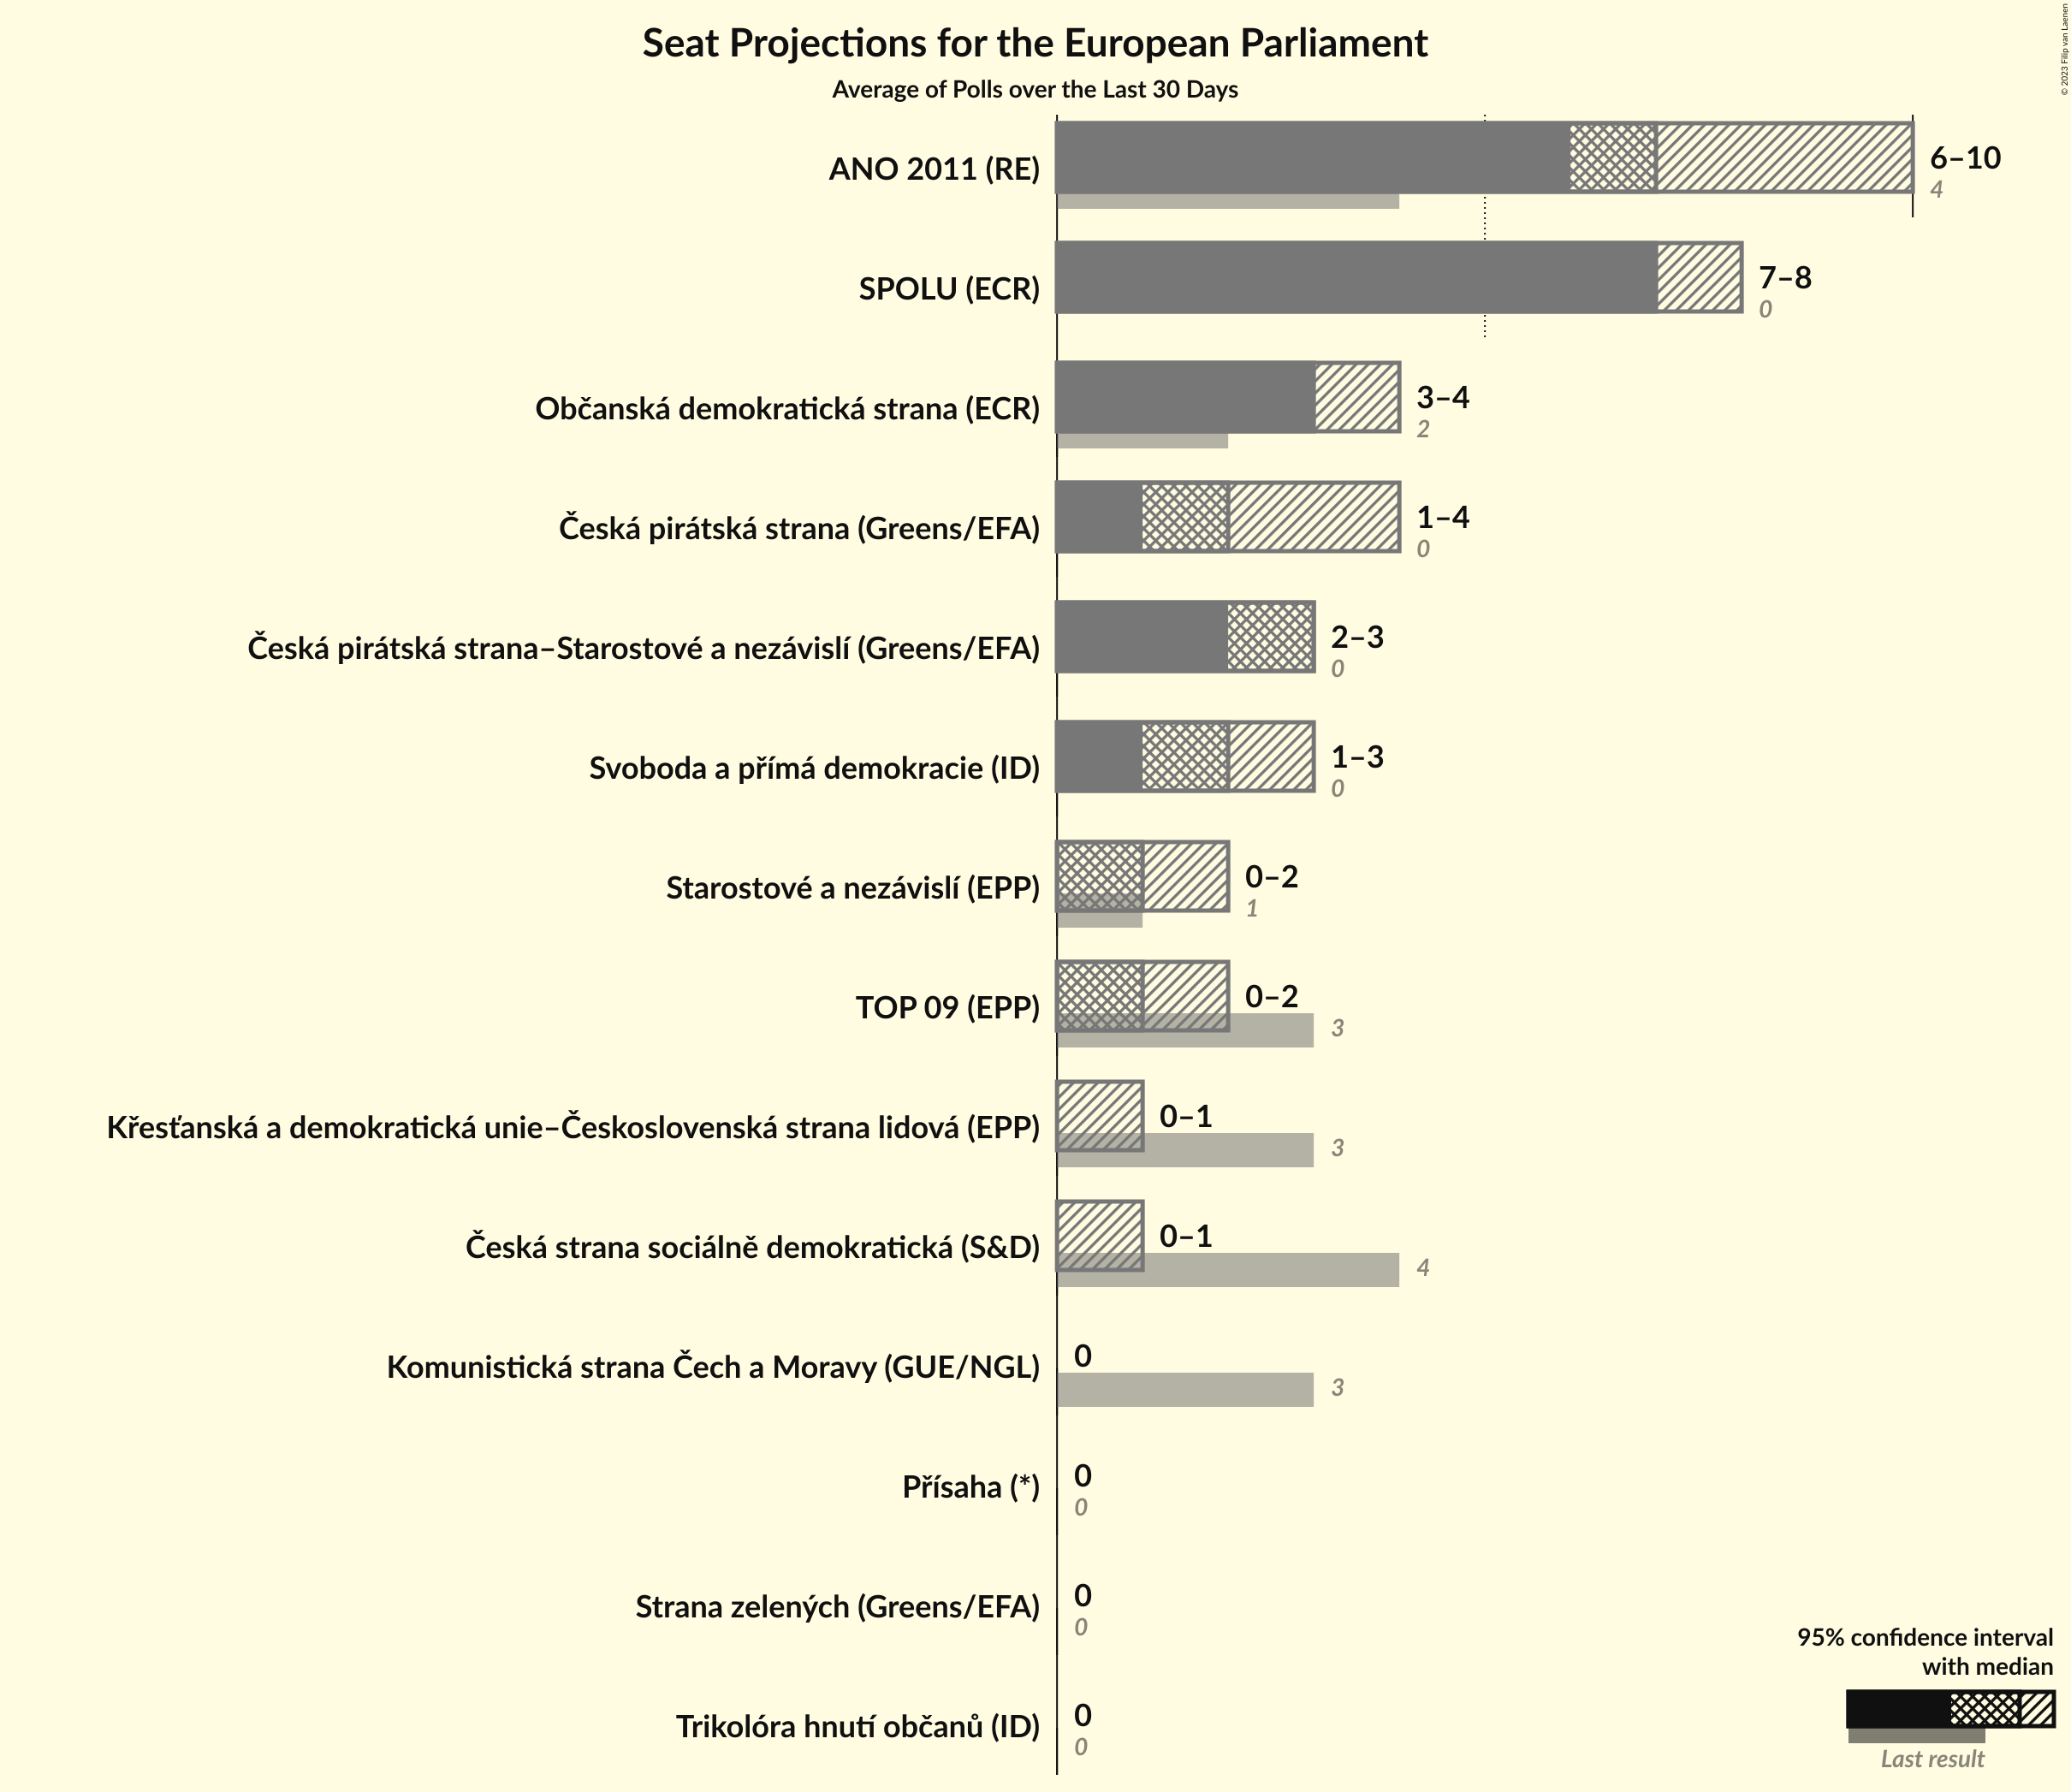 Seat Projections for the European Parliament
Average of Polls over the Last 30 Days
© 2023 Filip van Laenen
ANO 2011 (RE)
6–10
4
SPOLU (ECR)
7–8
0
Občanská demokratická strana (ECR)
3–4
2
Česká pirátská strana (Greens/EFA)
1–4
0
Česká pirátská strana–Starostové a nezávislí (Greens/EFA)
2–3
0
Svoboda a přímá demokracie (ID)
1–3
0
Starostové a nezávislí (EPP)
0–2
1
TOP 09 (EPP)
0–2
3
Křesťanská a demokratická unie–Československá strana lidová (EPP)
0–1
3
Česká strana sociálně demokratická (S&D)
0–1
4
Komunistická strana Čech a Moravy (GUE/NGL)
0
3
Přísaha (*)
0
0
Strana zelených (Greens/EFA)
0
0
Trikolóra hnutí občanů (ID)
0
0
95% confidence interval
with median
Last result